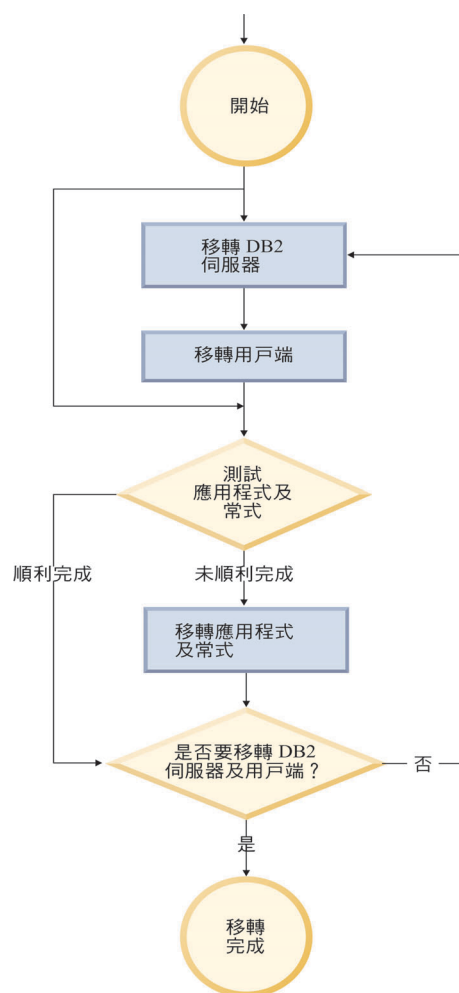 開始
移轉 DB2
伺服器
移轉用戶端
測試
應用程式及
常式
順利完成
未順利完成
移轉應用程式
及常式
是否要移轉 DB2
伺服器及用戶端？
否
是
移轉
完成